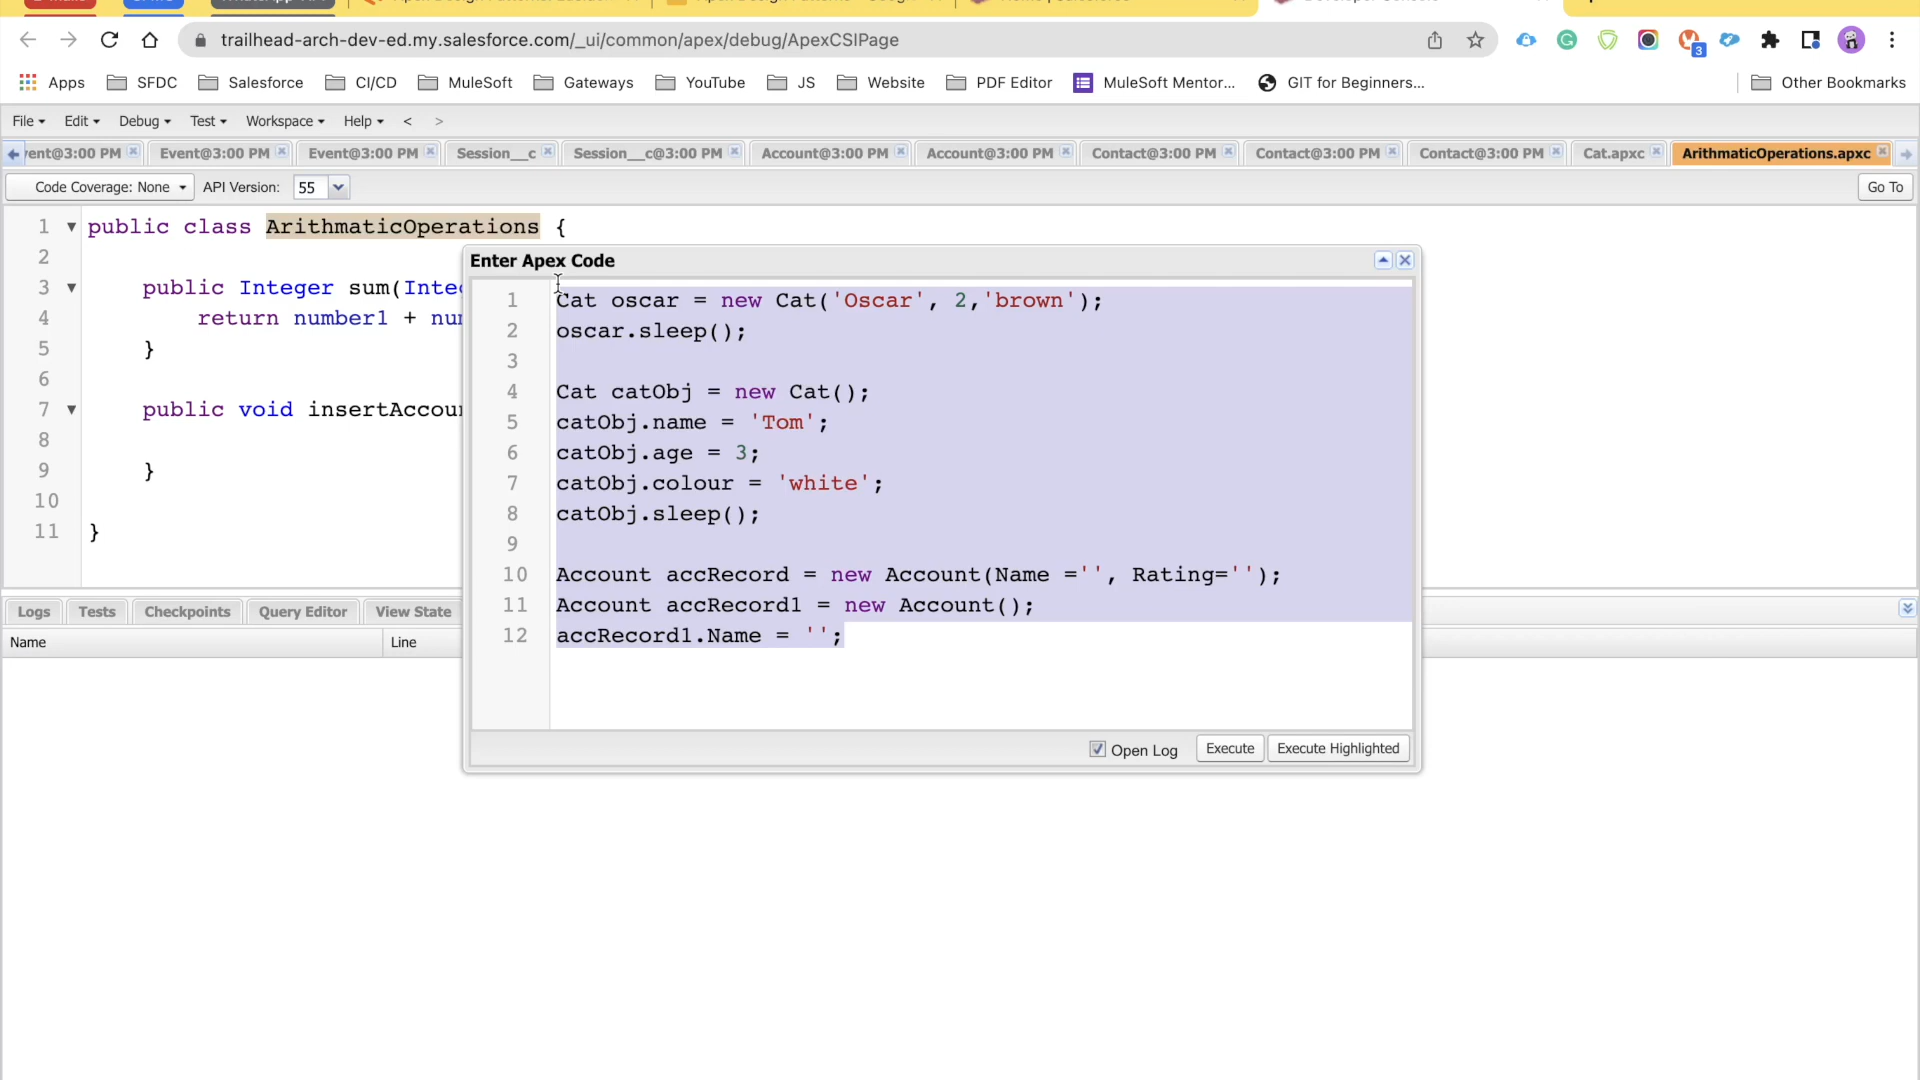 trailhead-arch-dev-ed.my.salesforce.com/_ui/common/apex/debug/ApexCSIPage
3
Apps SFDC Salesforce CI/CD MuleSoft Gateways YouTube JS Website PDF Editor MuleSoft Mentor... GIT for Beginners... Other Bookmarks
File Edit Debug Test Workspace Help < >
Event@3:00 PM Event@3:00 PM Session__c Session__c@3:00 PM Account@3:00 PM Account@3:00 PM Contact@3:00 PM Contact@3:00 PM Contact@3:00 PM Cat.apxc ArithmaticOperations.apxc
Code Coverage: None API Version: 55 Go To
1 public class ArithmaticOperations {
2
3 public Integer sum(
4 return number1 +
5 }
6
7 public void
8
9 }
10
11 }
Enter Apex Code
1 Cat oscar = new Cat('Oscar', 2,'brown');
2 oscar.sleep();
3
4 Cat catObj = new Cat();
5 catObj.name = 'Tom';
6 catObj.age = 3;
7 catObj.colour = 'white';
8 catObj.sleep();
9
10 Account accRecord = new Account(Name ='', Rating='');
11 Account accRecord1 = new Account();
12 accRecord1.Name = '';
Open Log Execute Execute Highlighted
Logs Tests Checkpoints Query Editor View State
Name Line